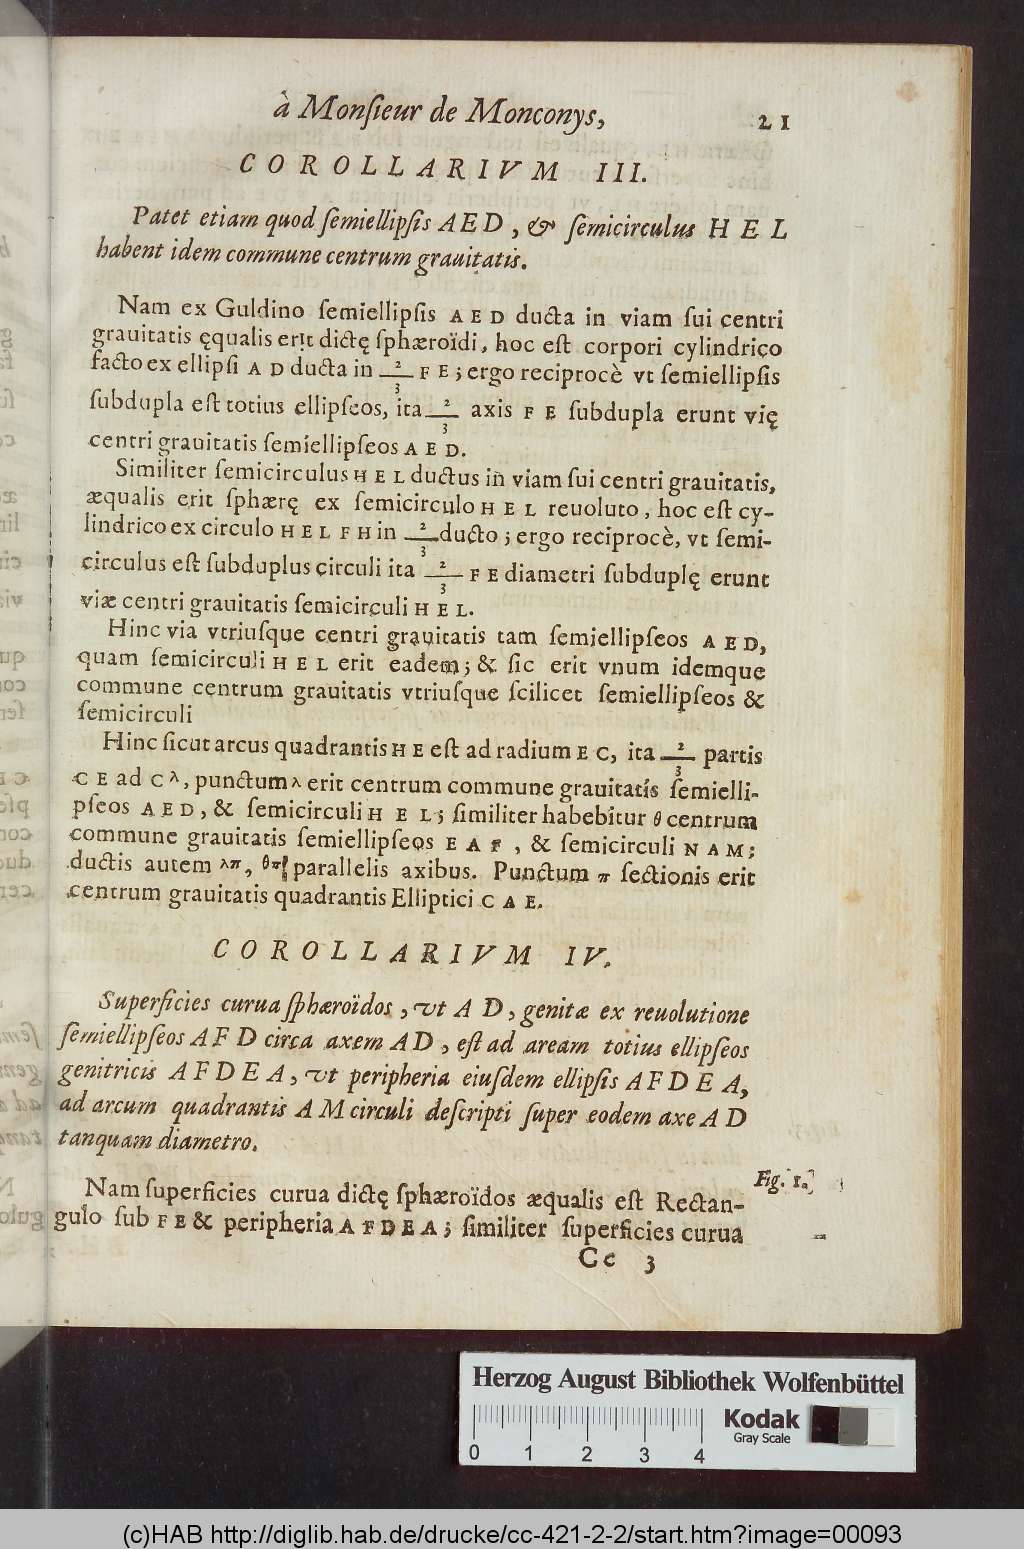 à Monſieur de Monconys,
21
COROLLARIVM III.
Patet etiam quod ſemiellipſis AED, & ſemicirculus HEL
habent idem commune centrum grauitatis.
Nam ex Guldino ſemiellipſis AED ducta in viam ſui centri
grauitatis ęqualis erit dictę ſphæroïdi, hoc eſt corpori cylindrico
facto ex ellipſi AD ducta in 2/3 FE; ergo reciprocè vt ſemiellipſis
ſubdupla eſt totius ellipſeos, ita 2/3 axis FE ſubdupla erunt vię
centri grauitatis ſemiellipſeos AED.
Similiter ſemicirculus HEL ductus in viam ſui centri grauitatis,
æqualis erit ſphærę ex ſemicirculo HEL reuoluto, hoc eſt cy-
lindrico ex circulo HELFH in 2/3 ducto; ergo reciprocè, vt ſemi-
circulus eſt ſubduplus circuli ita 2/3 FE diametri ſubduplę erunt
viæ centri grauitatis ſemicirculi HEL.
Hinc via vtriuſque centri grauitatis tam ſemiellipſeos AED,
quam ſemicirculi HEL erit eadem; & ſic erit vnum idemque
commune centrum grauitatis vtriuſque ſcilicet ſemiellipſeos &
ſemicirculi
Hinc ſicut arcus quadrantis HE eſt ad radium EC, ita 2/3 partis
CE ad Cλ, punctum λ erit centrum commune grauitatis ſemielli-
pſeos AED, & ſemicirculi HEL; ſimiliter habebitur θ centrum
commune grauitatis ſemiellipſeos EAF, & ſemicirculi NAM;
ductis autem λπ, θπ parallelis axibus. Punctum π ſectionis erit
centrum grauitatis quadrantis Elliptici CAE.
COROLLARIVM IV.
Superficies curua ſphæroïdos, vt AD, genitæ ex reuolutione
ſemiellipſeos AFD circa axem AD, eſt ad aream totius ellipſeos
genitricis AFDEA, vt peripheria eiuſdem ellipſis AFDEA,
ad arcum quadrantis AM circuli deſcripti ſuper eodem axe AD
tanquam diametro.
Fig. 1.
Nam ſuperficies curua dictę ſphæroïdos æqualis eſt Rectan-
gulo ſub FE & peripheria AFDEA; ſimiliter ſuperficies curua
Cc 3
Herzog August Bibliothek Wolfenbüttel
Kodak
Gray Scale
0 1 2 3 4
(c)HAB http://diglib.hab.de/drucke/cc-421-2-2/start.htm?image=00093